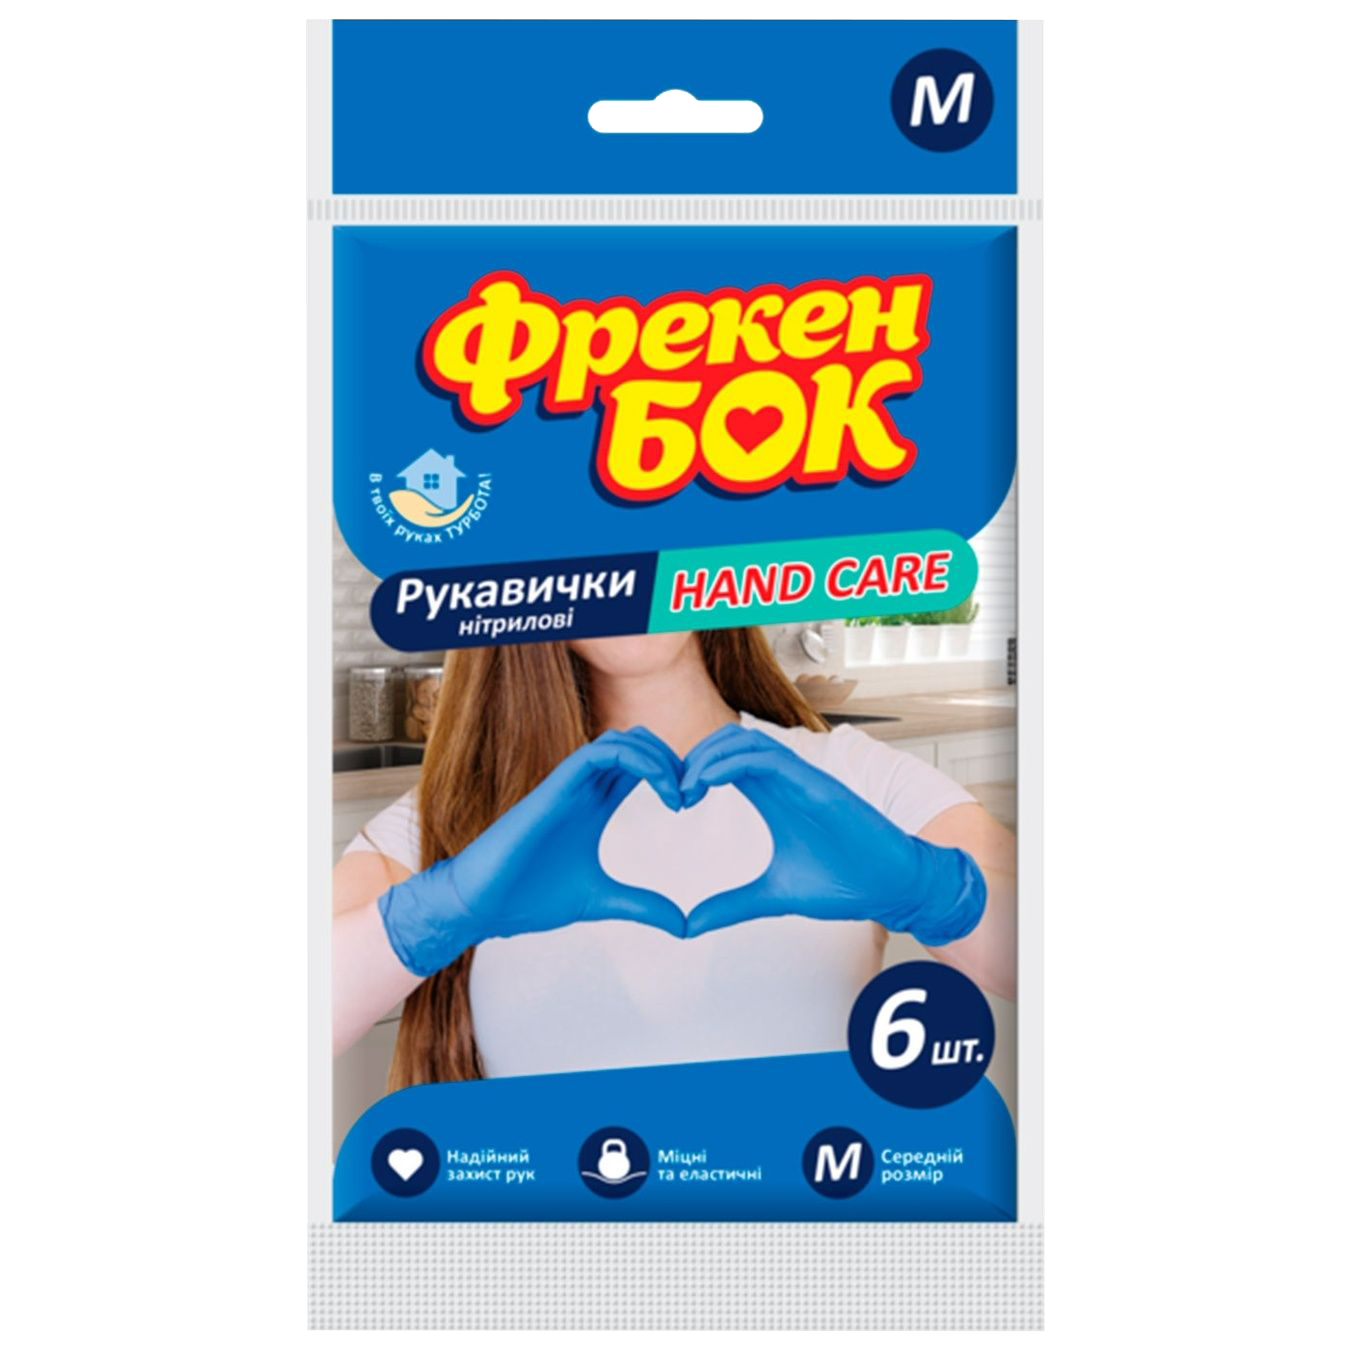 M
Фрекен
БОК
В твоїх руках ТУРБОТА!
Рукавички
нітрилові
HAND CARE
6 шт.
Надійний
захист рук
Міцні
та еластичні
M
Середній
розмір